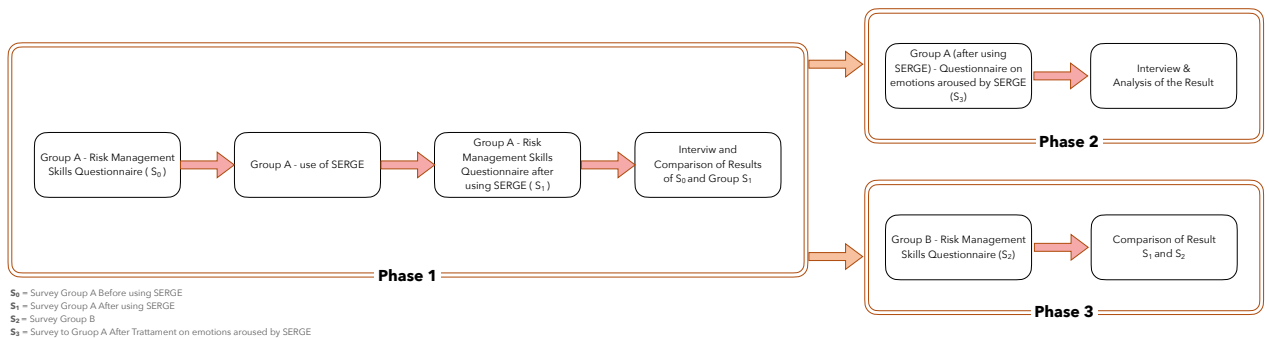 Group A - Risk Management
Skills Questionnaire ( S0 )
Group A - use of SERGE
Group A - Risk
Management Skills
Questionnaire after
using SERGE ( S1 )
Interviw and
Comparison of Results
of S0 and Group S1
Phase 1
Group A (after using
SERGE) - Questionnaire on
emotions aroused by SERGE
(S3)
Interview &
Analysis of the Result
Phase 2
Group B - Risk Management
Skills Questionnaire (S2)
Comparison of Result
S1 and S2
Phase 3
S0 = Survey Group A Before using SERGE
S1 = Survey Group A After using SERGE
S2 = Survey Group B
S3 = Survey to Gruop A After Trattament on emotions aroused by SERGE